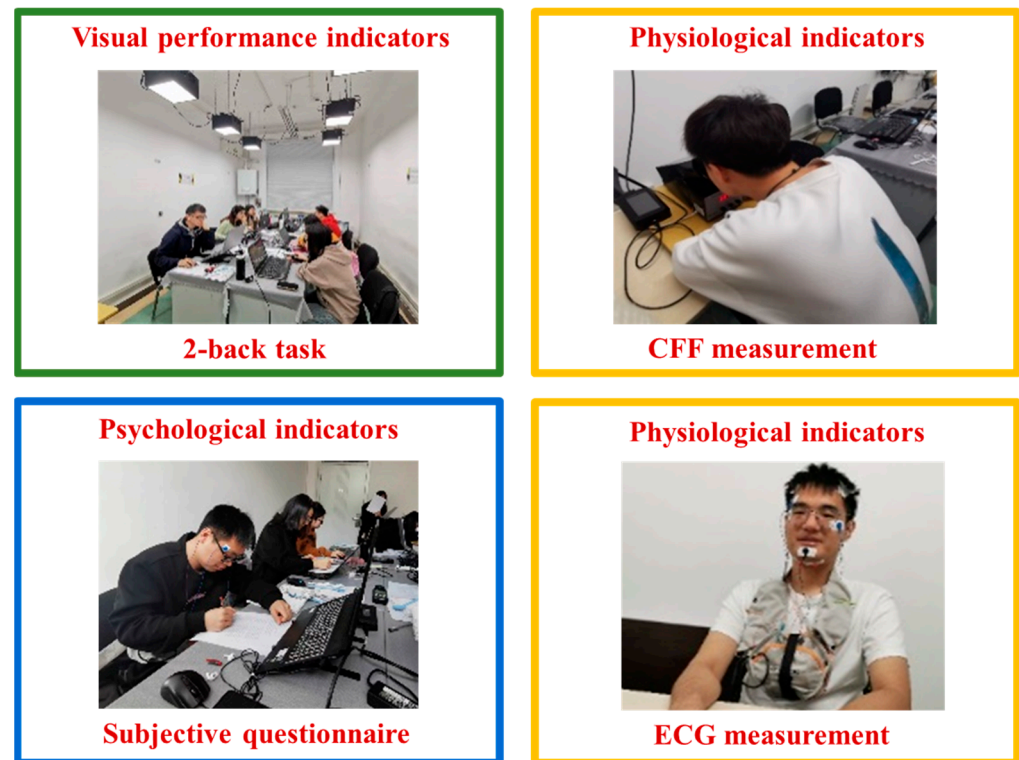 Visual performance indicators
2-back task
Physiological indicators
CFF measurement
Psychological indicators
Subjective questionnaire
Physiological indicators
ECG measurement